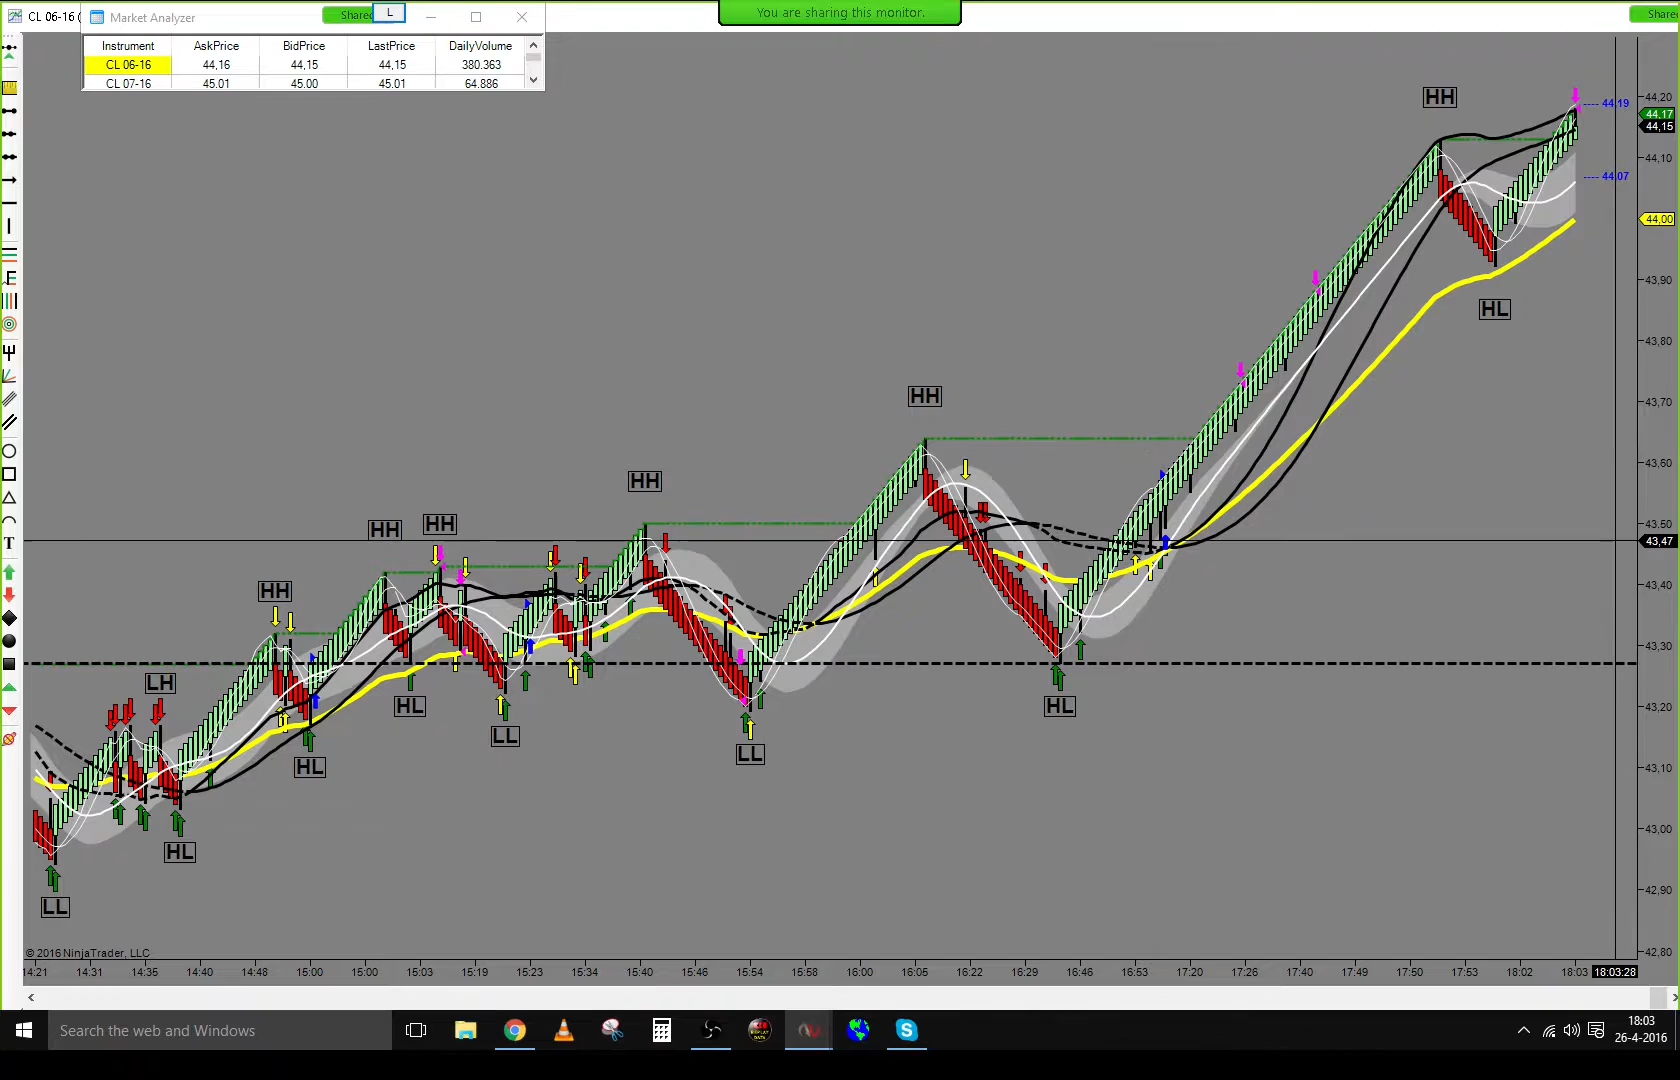 CL 06-16 (
Market Analyzer
Shared
L
You are sharing this monitor.
Share
Instrument AskPrice BidPrice LastPrice DailyVolume
CL 06-16 44,16 44,15 44,15 380.363
CL 07-16 45.01 45.00 45.01 64.886
HH
44,20
44,19
44,17
44,15
44,10
44,07
44,00
43,90
HL
43,80
43,70
HH
43,60
HH
HH
HH
43,50
43,47
HH
43,40
43,30
LH
HL
HL
43,20
LL
LL
HL
43,10
43,00
HL
LL
42,90
© 2016 NinjaTrader, LLC
42,80
14:21 14:31 14:35 14:40 14:48 15:00 15:00 15:03 15:19 15:23 15:34 15:40 15:46 15:54 15:58 16:00 16:05 16:22 16:29 16:46 16:53 17:20 17:26 17:40 17:49 17:50 17:53 18:02 18:03 18:03:28
Search the web and Windows
18:03
26-4-2016